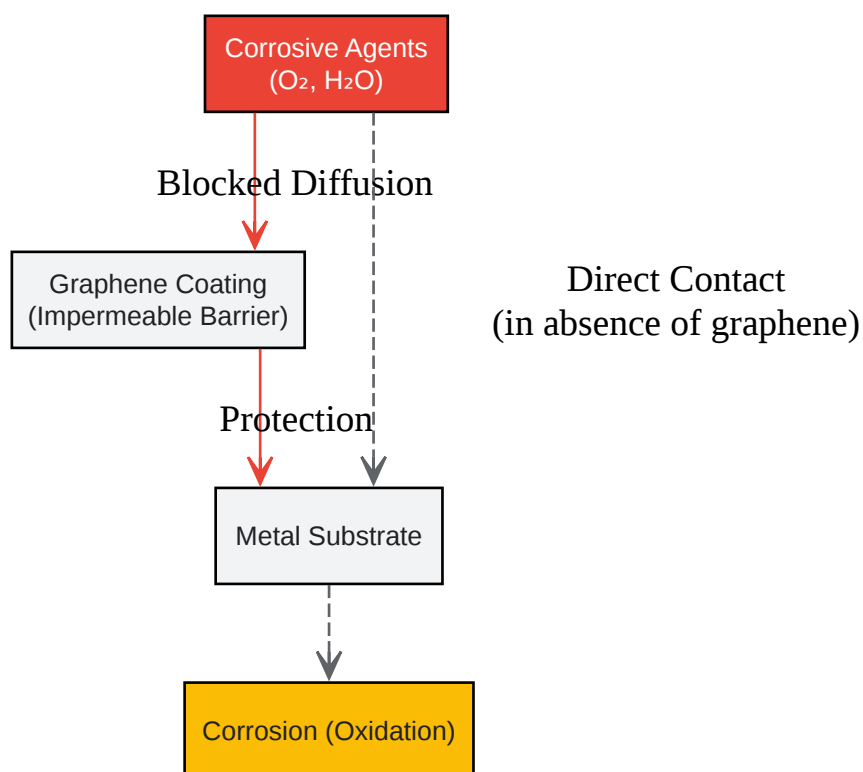 Corrosive Agents
(O₂, H₂O)
Blocked Diffusion
Graphene Coating
(Impermeable Barrier)
Direct Contact
(in absence of graphene)
Protection
Metal Substrate
Corrosion (Oxidation)